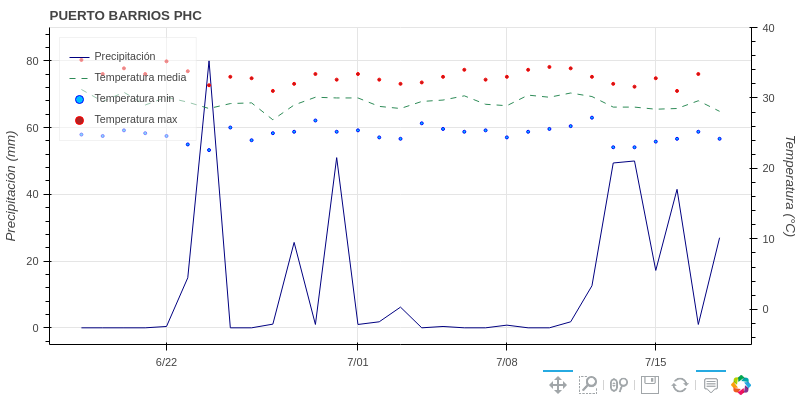 PUERTO BARRIOS PHC
Precipitación
Temperatura media
Temperatura min
Temperatura max
Precipitación (mm)
80
60
40
20
0
Temperatura (°C)
40
30
20
10
0
6/22
7/01
7/08
7/15